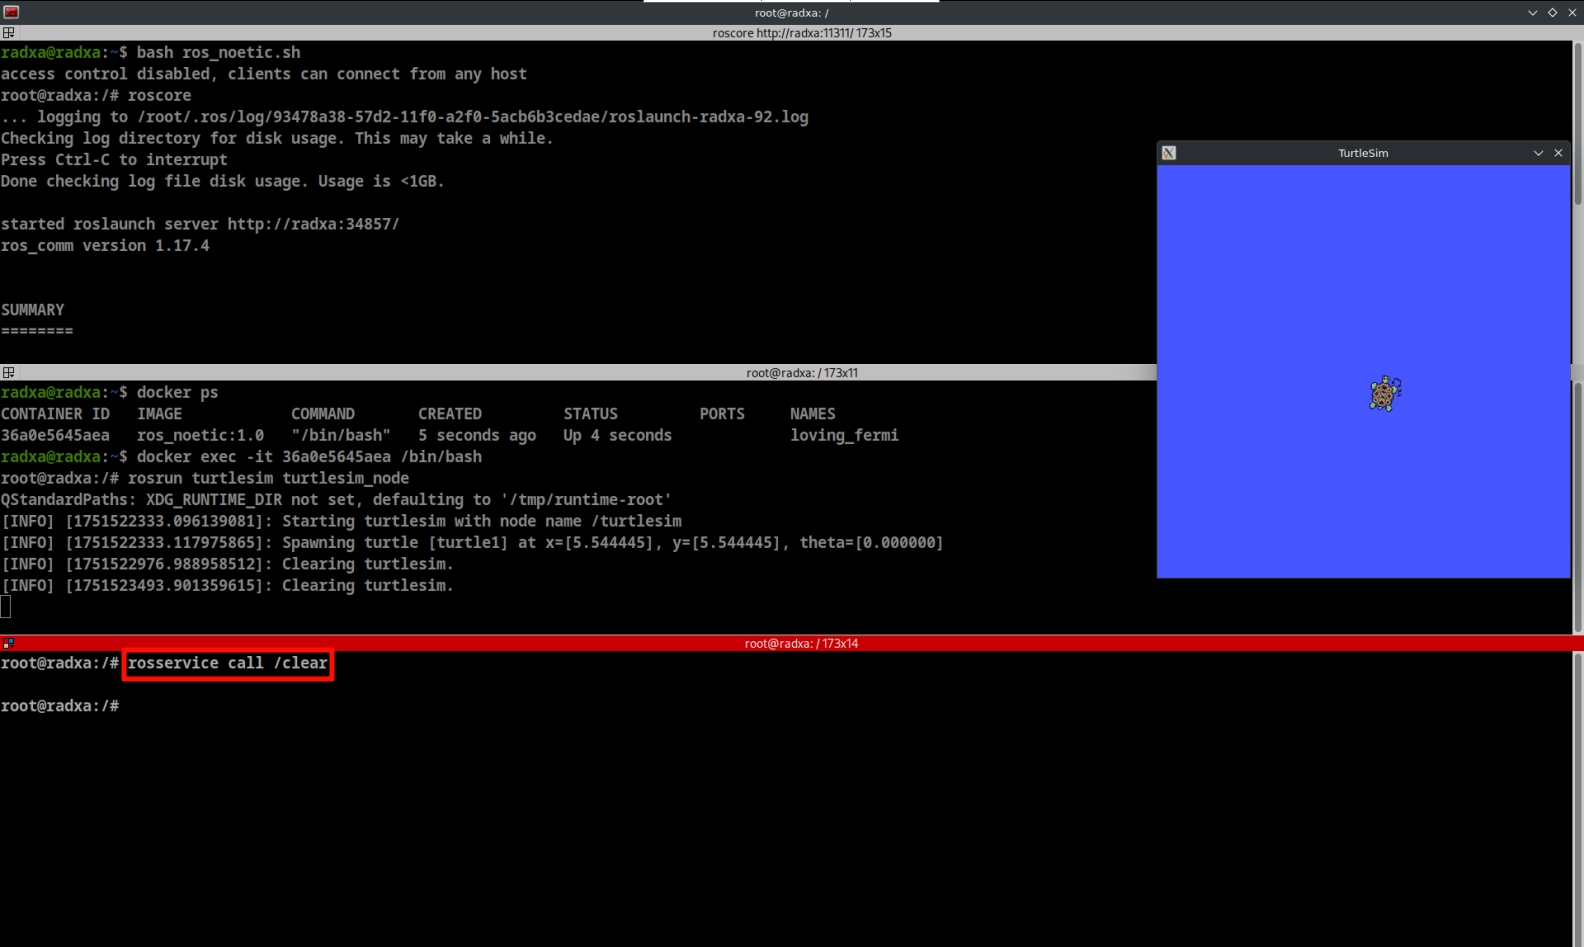 root@radxa: /
roscore http://radxa:11311/ 173x15
radxa@radxa:~$ bash ros_noetic.sh
access control disabled, clients can connect from any host
root@radxa:/# roscore
... logging to /root/.ros/log/93478a38-57d2-11f0-a2f0-5acb6b3cedae/roslaunch-radxa-92.log
Checking log directory for disk usage. This may take a while.
Press Ctrl-C to interrupt
Done checking log file disk usage. Usage is <1GB.
started roslaunch server http://radxa:34857/
ros_comm version 1.17.4
SUMMARY
========
TurtleSim
root@radxa: / 173x11
radxa@radxa:~$ docker ps
CONTAINER ID   IMAGE            COMMAND       CREATED         STATUS         PORTS     NAMES
36a0e5645aea   ros_noetic:1.0   "/bin/bash"   5 seconds ago   Up 4 seconds             loving_fermi
radxa@radxa:~$ docker exec -it 36a0e5645aea /bin/bash
root@radxa:/# rosrun turtlesim turtlesim_node
QStandardPaths: XDG_RUNTIME_DIR not set, defaulting to '/tmp/runtime-root'
[INFO] [1751522333.096139081]: Starting turtlesim with node name /turtlesim
[INFO] [1751522333.117975865]: Spawning turtle [turtle1] at x=[5.544445], y=[5.544445], theta=[0.000000]
[INFO] [1751522976.988958512]: Clearing turtlesim.
[INFO] [1751523493.901359615]: Clearing turtlesim.
root@radxa: / 173x14
root@radxa:/# rosservice call /clear
root@radxa:/#